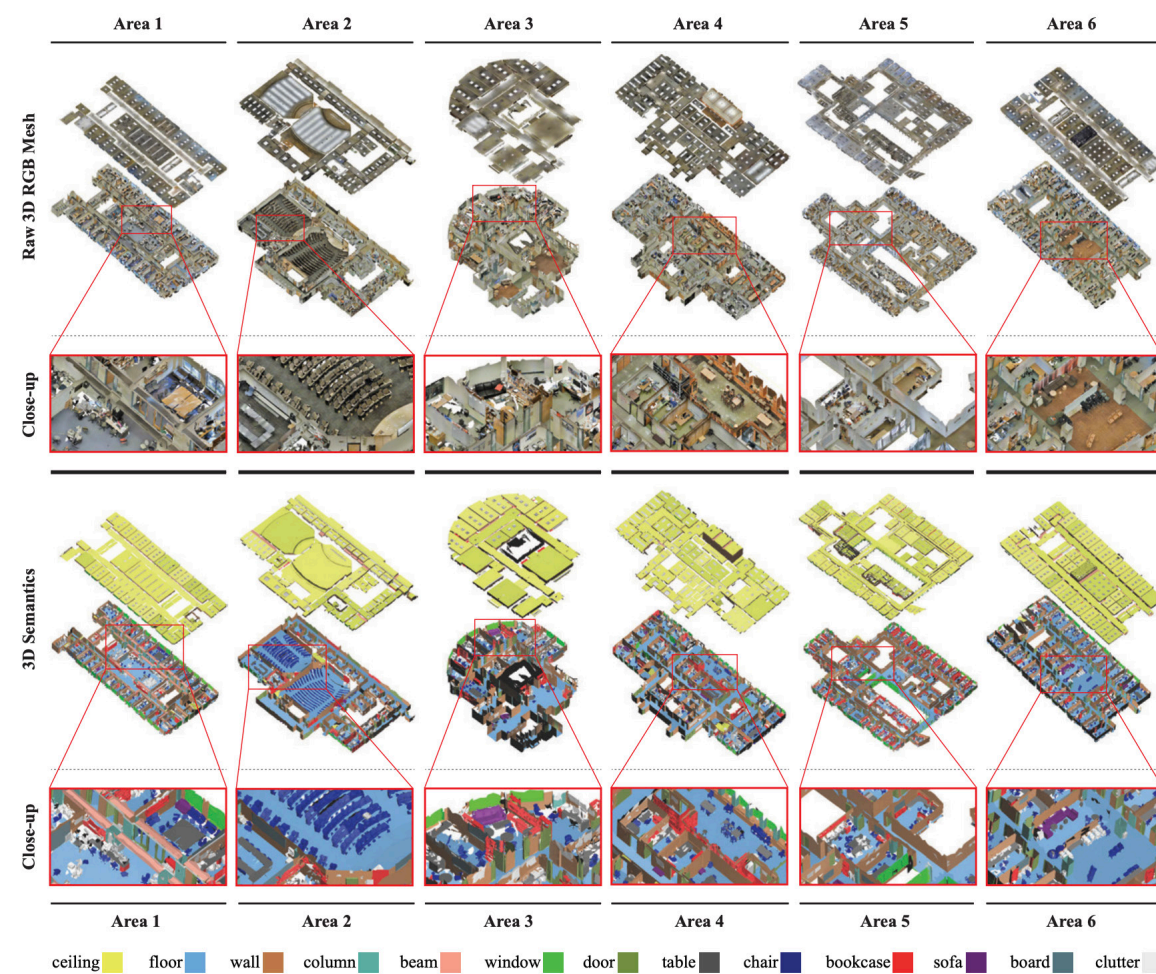 Area 1 Area 2 Area 3 Area 4 Area 5 Area 6
Raw 3D RGB Mesh
Close-up
3D Semantics
Close-up
Area 1 Area 2 Area 3 Area 4 Area 5 Area 6
ceiling floor wall column beam window door table chair bookcase sofa board clutter